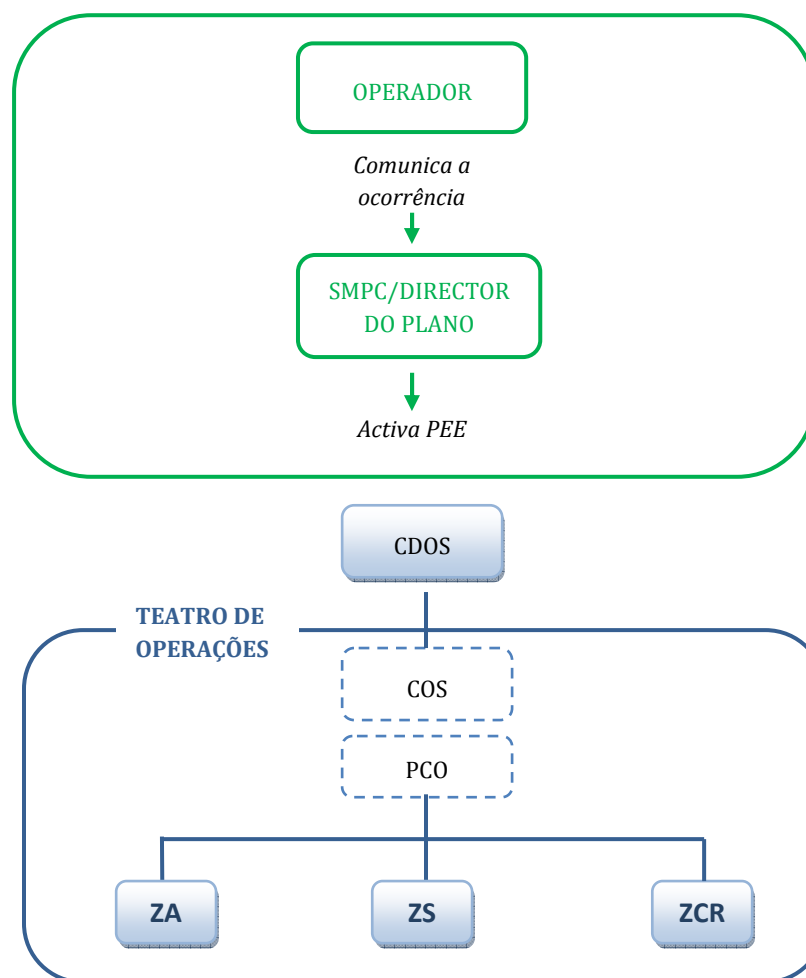 OPERADOR
Comunica a
ocorrência
SMPC/DIRECTOR
DO PLANO
Activa PEE
CDOS
TEATRO DE
OPERAÇÕES
COS
PCO
ZA
ZS
ZCR